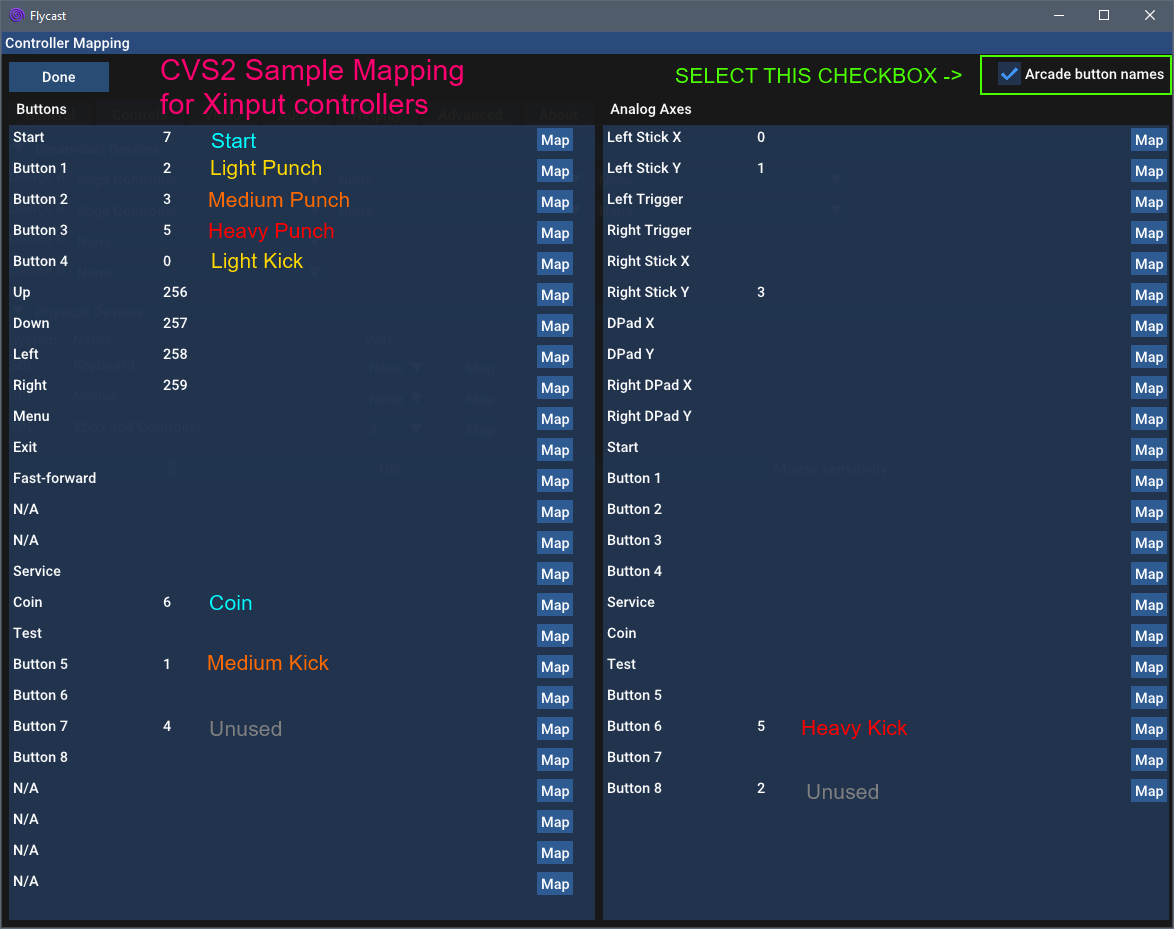 Flycast
Controller Mapping
Done
CVS2 Sample Mapping
for Xinput controllers
SELECT THIS CHECKBOX ->
Arcade button names
Buttons
Start 7 Start Map
Button 1 2 Light Punch Map
Button 2 3 Medium Punch Map
Button 3 5 Heavy Punch Map
Button 4 0 Light Kick Map
Up 256 Map
Down 257 Map
Left 258 Map
Right 259 Map
Menu Map
Exit Map
Fast-forward Map
N/A Map
N/A Map
Service Map
Coin 6 Coin Map
Test Map
Button 5 1 Medium Kick Map
Button 6 Map
Button 7 4 Unused Map
Button 8 Map
N/A Map
N/A Map
N/A Map
N/A Map
Analog Axes
Left Stick X 0 Map
Left Stick Y 1 Map
Left Trigger Map
Right Trigger Map
Right Stick X Map
Right Stick Y 3 Map
DPad X Map
DPad Y Map
Right DPad X Map
Right DPad Y Map
Start Map
Button 1 Map
Button 2 Map
Button 3 Map
Button 4 Map
Service Map
Coin Map
Test Map
Button 5 Map
Button 6 5 Heavy Kick Map
Button 7 Map
Button 8 2 Unused Map